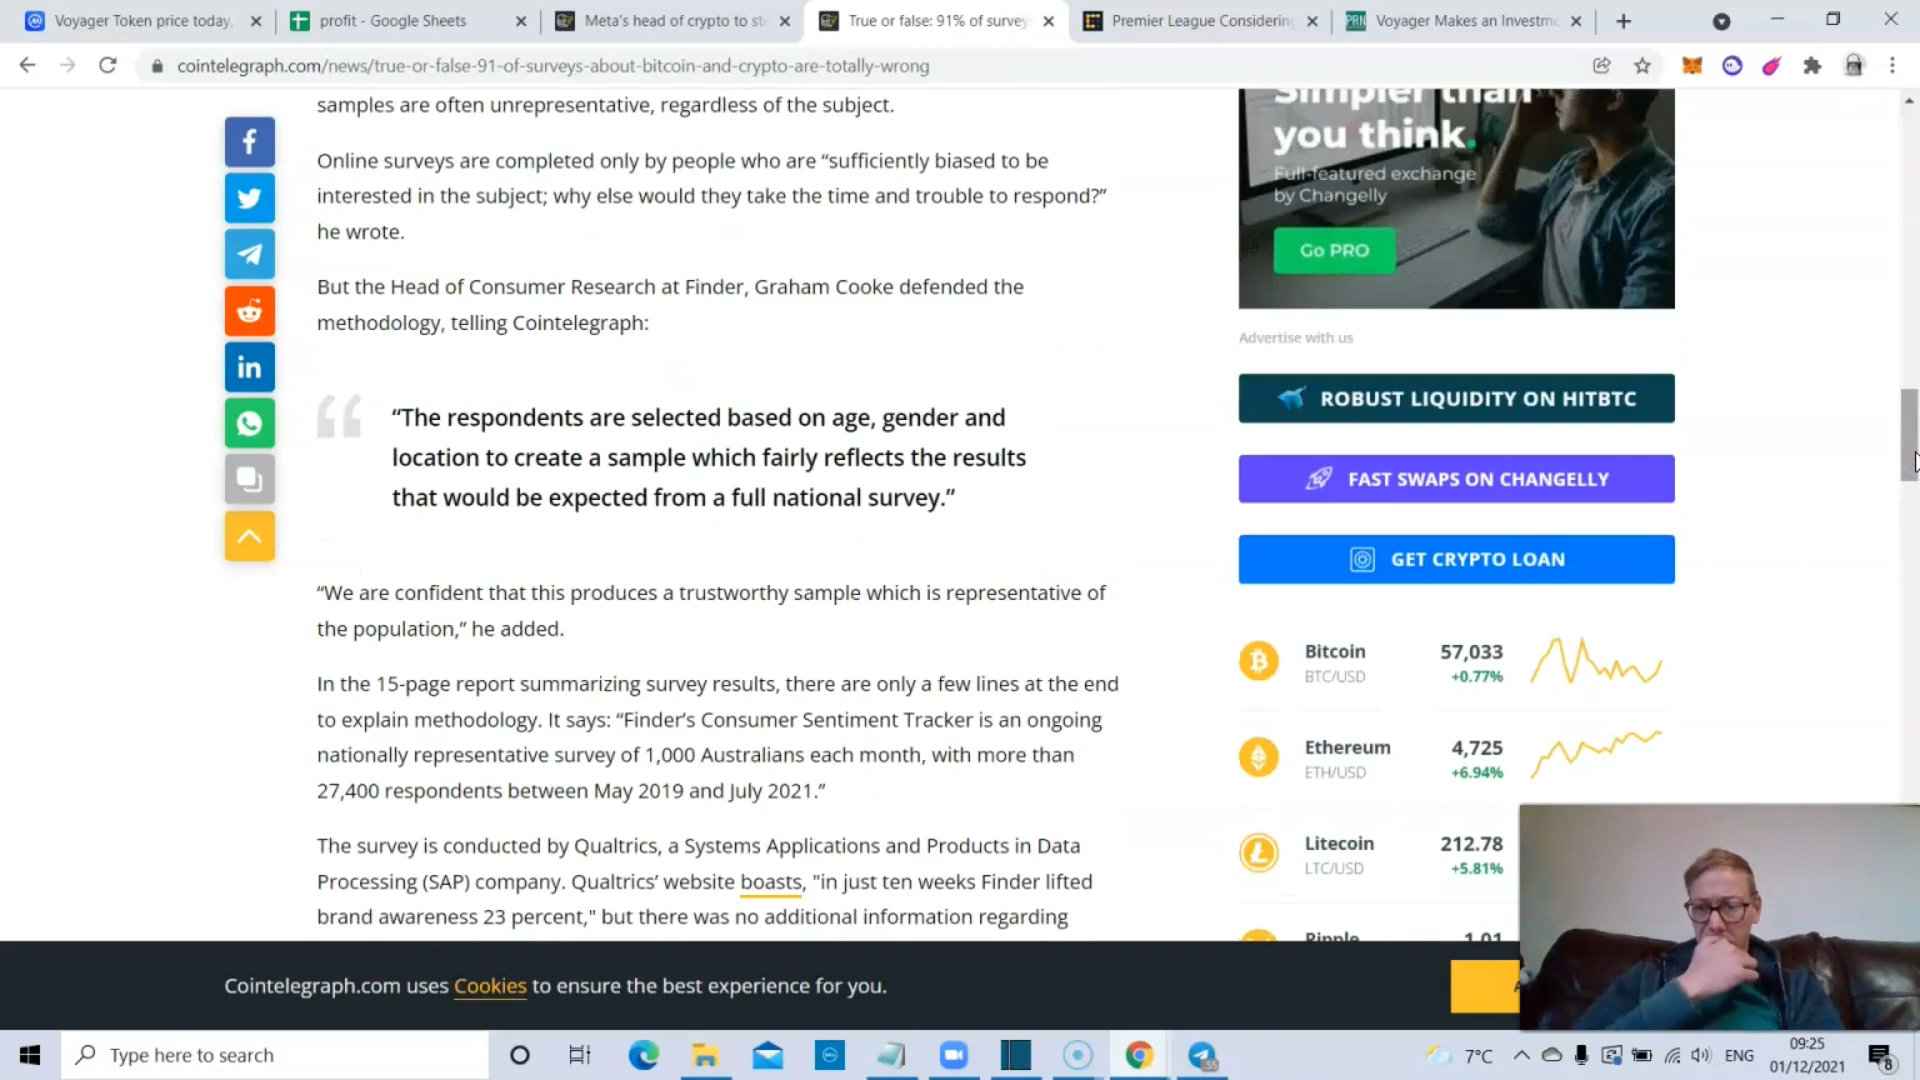 Voyager Token price today,
profit - Google Sheets
Meta's head of crypto to ste
True or false: 91% of survey
Premier League Considering
Voyager Makes an Investme
cointelegraph.com/news/true-or-false-91-of-surveys-about-bitcoin-and-crypto-are-totally-wrong
samples are often unrepresentative, regardless of the subject.
Online surveys are completed only by people who are “sufficiently biased to be
interested in the subject; why else would they take the time and trouble to respond?”
he wrote.
But the Head of Consumer Research at Finder, Graham Cooke defended the
methodology, telling Cointelegraph:
“The respondents are selected based on age, gender and
location to create a sample which fairly reflects the results
that would be expected from a full national survey.”
“We are confident that this produces a trustworthy sample which is representative of
the population,” he added.
In the 15-page report summarizing survey results, there are only a few lines at the end
to explain methodology. It says: “Finder’s Consumer Sentiment Tracker is an ongoing
nationally representative survey of 1,000 Australians each month, with more than
27,400 respondents between May 2019 and July 2021.”
The survey is conducted by Qualtrics, a Systems Applications and Products in Data
Processing (SAP) company. Qualtrics’ website boasts, "in just ten weeks Finder lifted
brand awareness 23 percent," but there was no additional information regarding
Simpler than
you think.
Full-featured exchange
by Changelly
Go PRO
Advertise with us
ROBUST LIQUIDITY ON HITBTC
FAST SWAPS ON CHANGELLY
GET CRYPTO LOAN
Bitcoin 57,033
BTC/USD +0.77%
Ethereum 4,725
ETH/USD +6.94%
Litecoin 212.78
LTC/USD +5.81%
Ripple 1.01
Cointelegraph.com uses Cookies to ensure the best experience for you.
Type here to search
7°C
ENG
09:25
01/12/2021
8